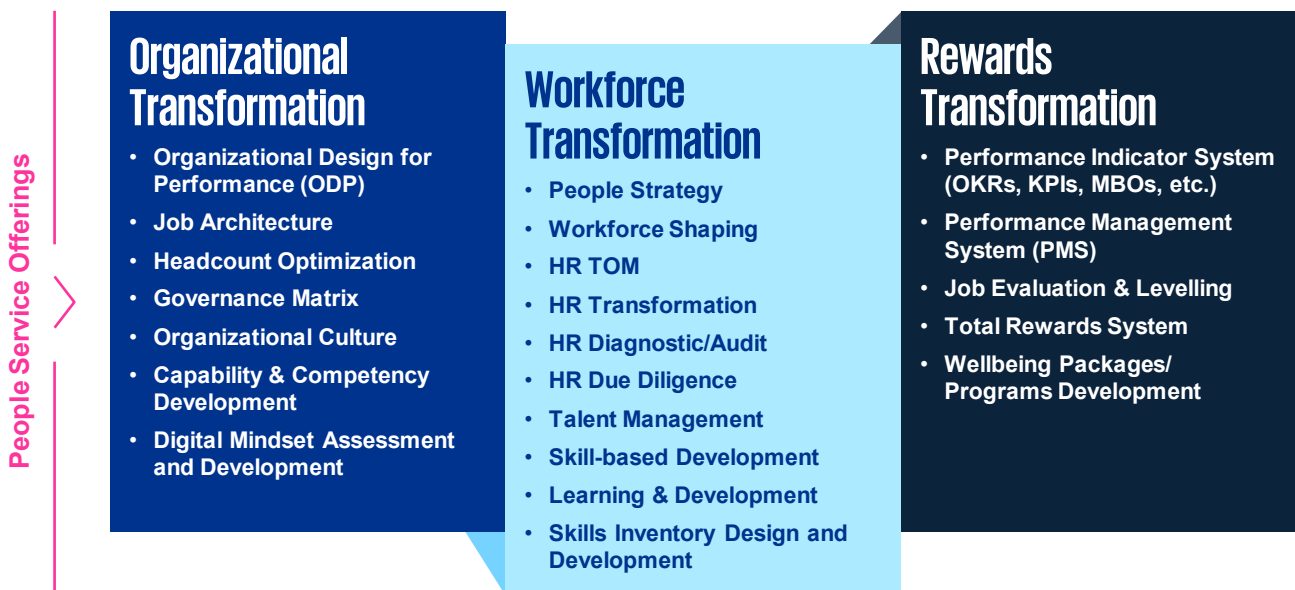 People Service Offerings
Organizational
Transformation
• Organizational Design for
Performance (ODP)
• Job Architecture
• Headcount Optimization
• Governance Matrix
• Organizational Culture
• Capability & Competency
Development
• Digital Mindset Assessment
and Development
Workforce
Transformation
• People Strategy
• Workforce Shaping
• HR TOM
• HR Transformation
• HR Diagnostic/Audit
• HR Due Diligence
• Talent Management
• Skill-based Development
• Learning & Development
• Skills Inventory Design and
Development
Rewards
Transformation
• Performance Indicator System
(OKRs, KPIs, MBOs, etc.)
• Performance Management
System (PMS)
• Job Evaluation & Levelling
• Total Rewards System
• Wellbeing Packages/
Programs Development